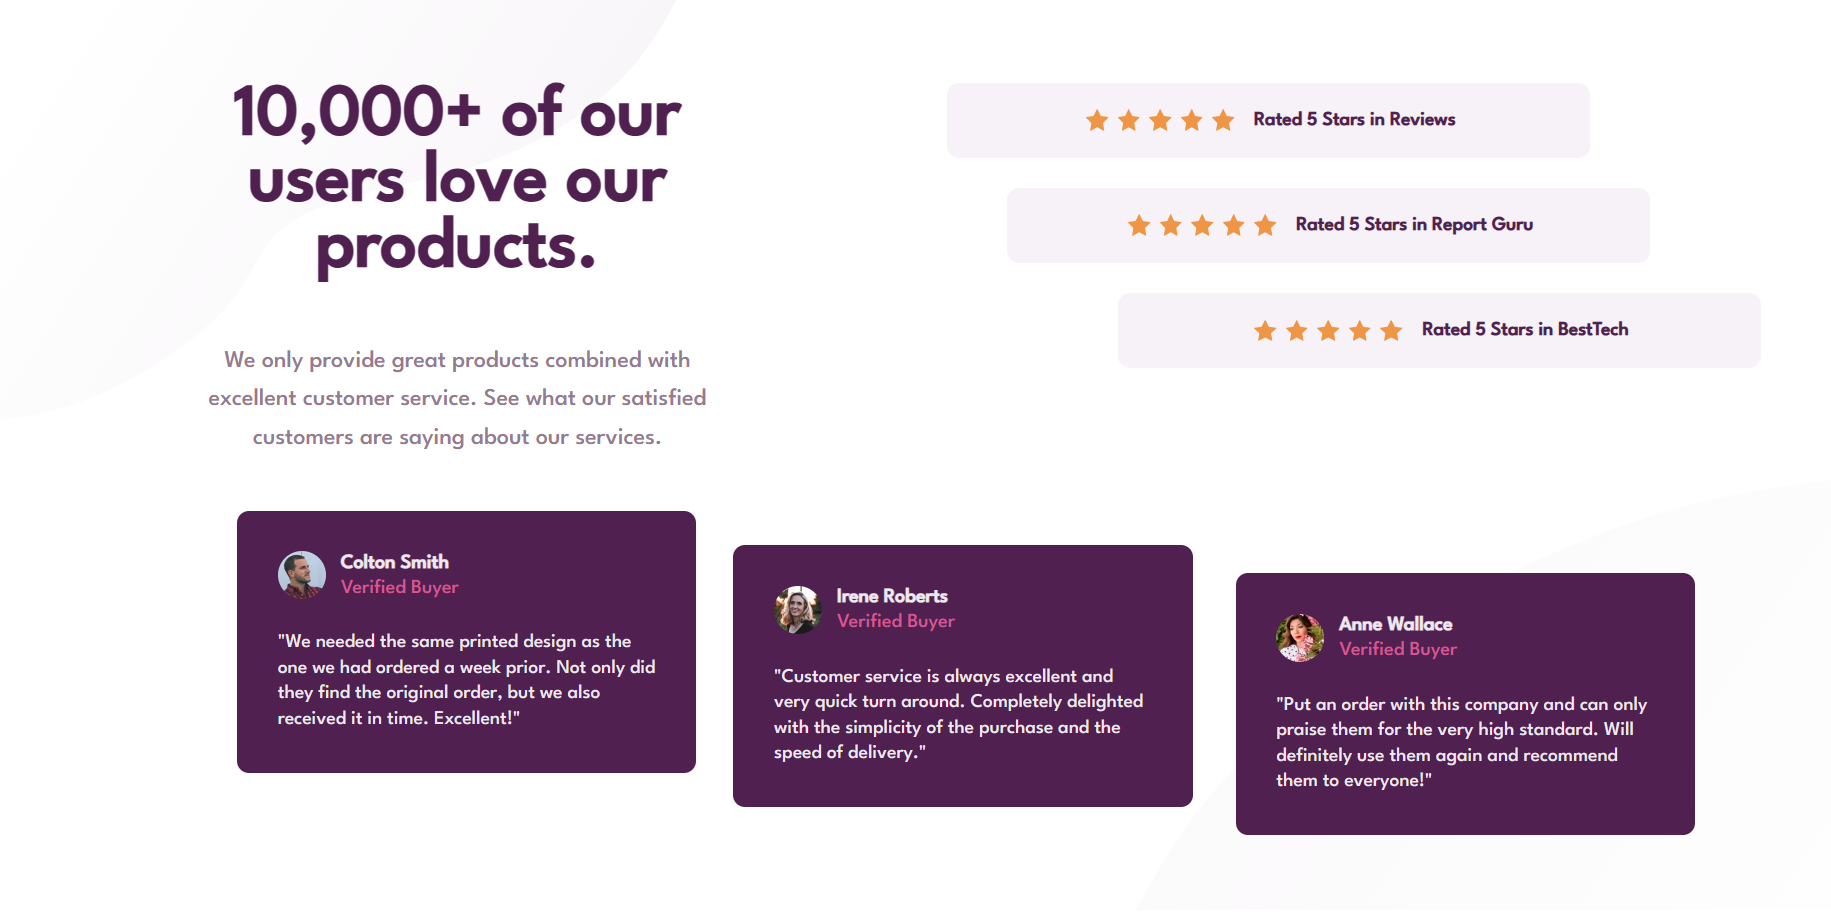 10,000+ of our
users love our
products.
We only provide great products combined with
excellent customer service. See what our satisfied
customers are saying about our services.
Rated 5 Stars in Reviews
Rated 5 Stars in Report Guru
Rated 5 Stars in BestTech
Colton Smith
Verified Buyer
"We needed the same printed design as the
one we had ordered a week prior. Not only did
they find the original order, but we also
received it in time. Excellent!"
Irene Roberts
Verified Buyer
"Customer service is always excellent and
very quick turn around. Completely delighted
with the simplicity of the purchase and the
speed of delivery."
Anne Wallace
Verified Buyer
"Put an order with this company and can only
praise them for the very high standard. Will
definitely use them again and recommend
them to everyone!"